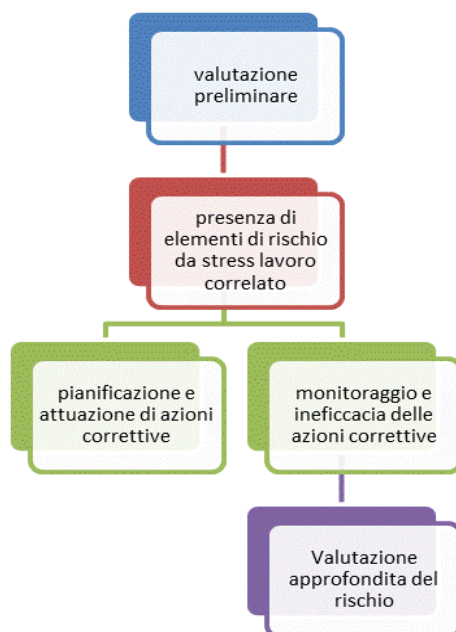 valutazione
preliminare
presenza di
elementi di rischio
da stress lavoro
correlato
pianificazione e
attuazione di azioni
correttive
monitoraggio e
ineficcacia delle
azioni correttive
Valutazione
approfondita del
rischio